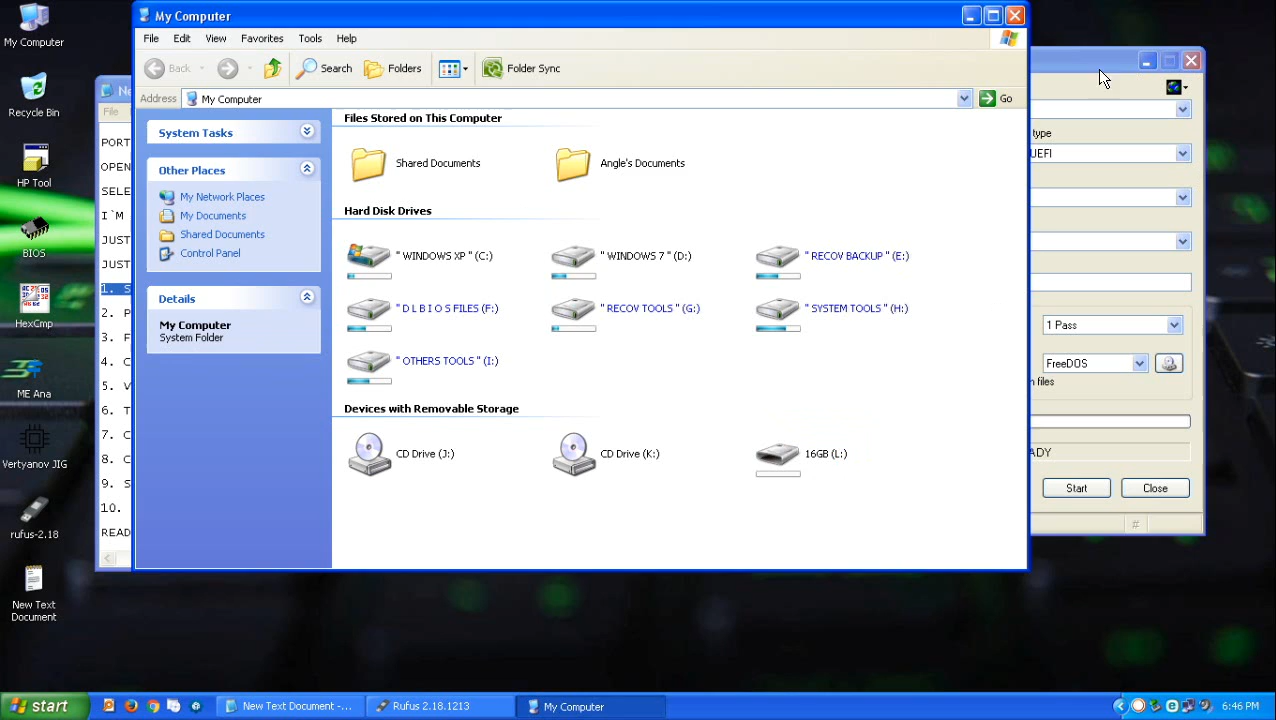 My Computer
Recycle Bin
HP Tool
BIOS
HexCmp
ME Ana
Vertyanov JIG
rufus-2.18
New Text
Document
Ne
File
PORT
OPEN
SELE
I`M
JUST
JUST
1. S
2. P
3. F
4. C
5. V
6. T
7. C
8. C
9. S
10.
READ
My Computer
File Edit View Favorites Tools Help
Back Search Folders Folder Sync
Address My Computer Go
System Tasks
Other Places
My Network Places
My Documents
Shared Documents
Control Panel
Details
My Computer
System Folder
Files Stored on This Computer
Shared Documents Angle's Documents
Hard Disk Drives
" WINDOWS XP " (C:) " WINDOWS 7 " (D:) " RECOV BACKUP " (E:)
" D L B I O S FILES (F:) " RECOV TOOLS " (G:) " SYSTEM TOOLS " (H:)
" OTHERS TOOLS " (I:)
Devices with Removable Storage
CD Drive (J:) CD Drive (K:) 16GB (L:)
type
UEFI
1 Pass
FreeDOS
n files
ADY
Start Close
#
start New Text Document -... Rufus 2.18.1213 My Computer 6:46 PM